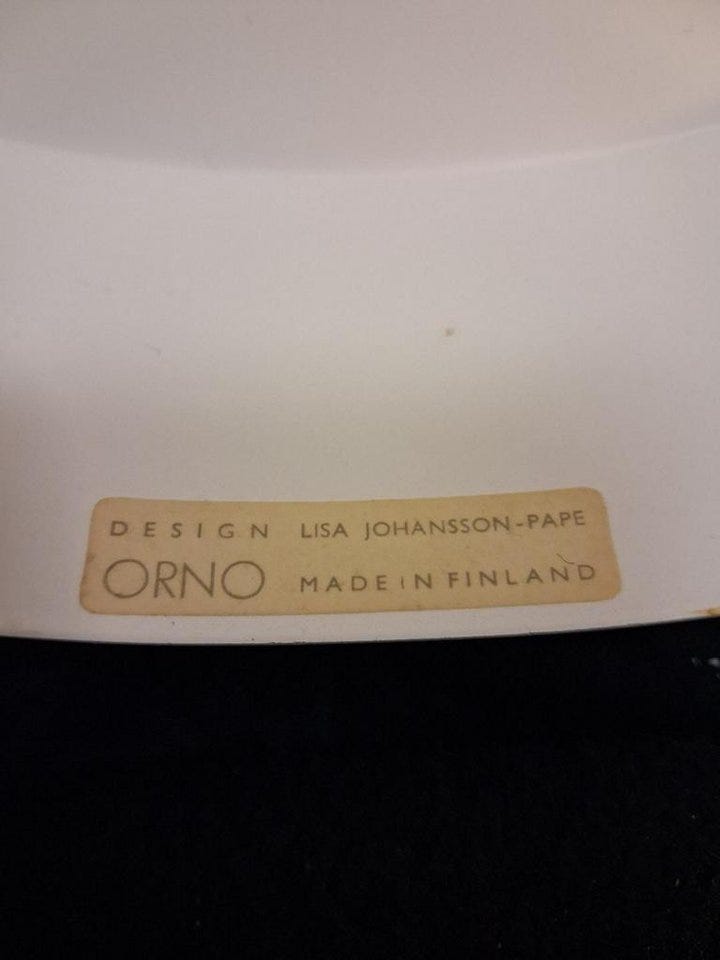 DESIGN LISA JOHANSSON-PAPE
ORNO MADE IN FINLAND